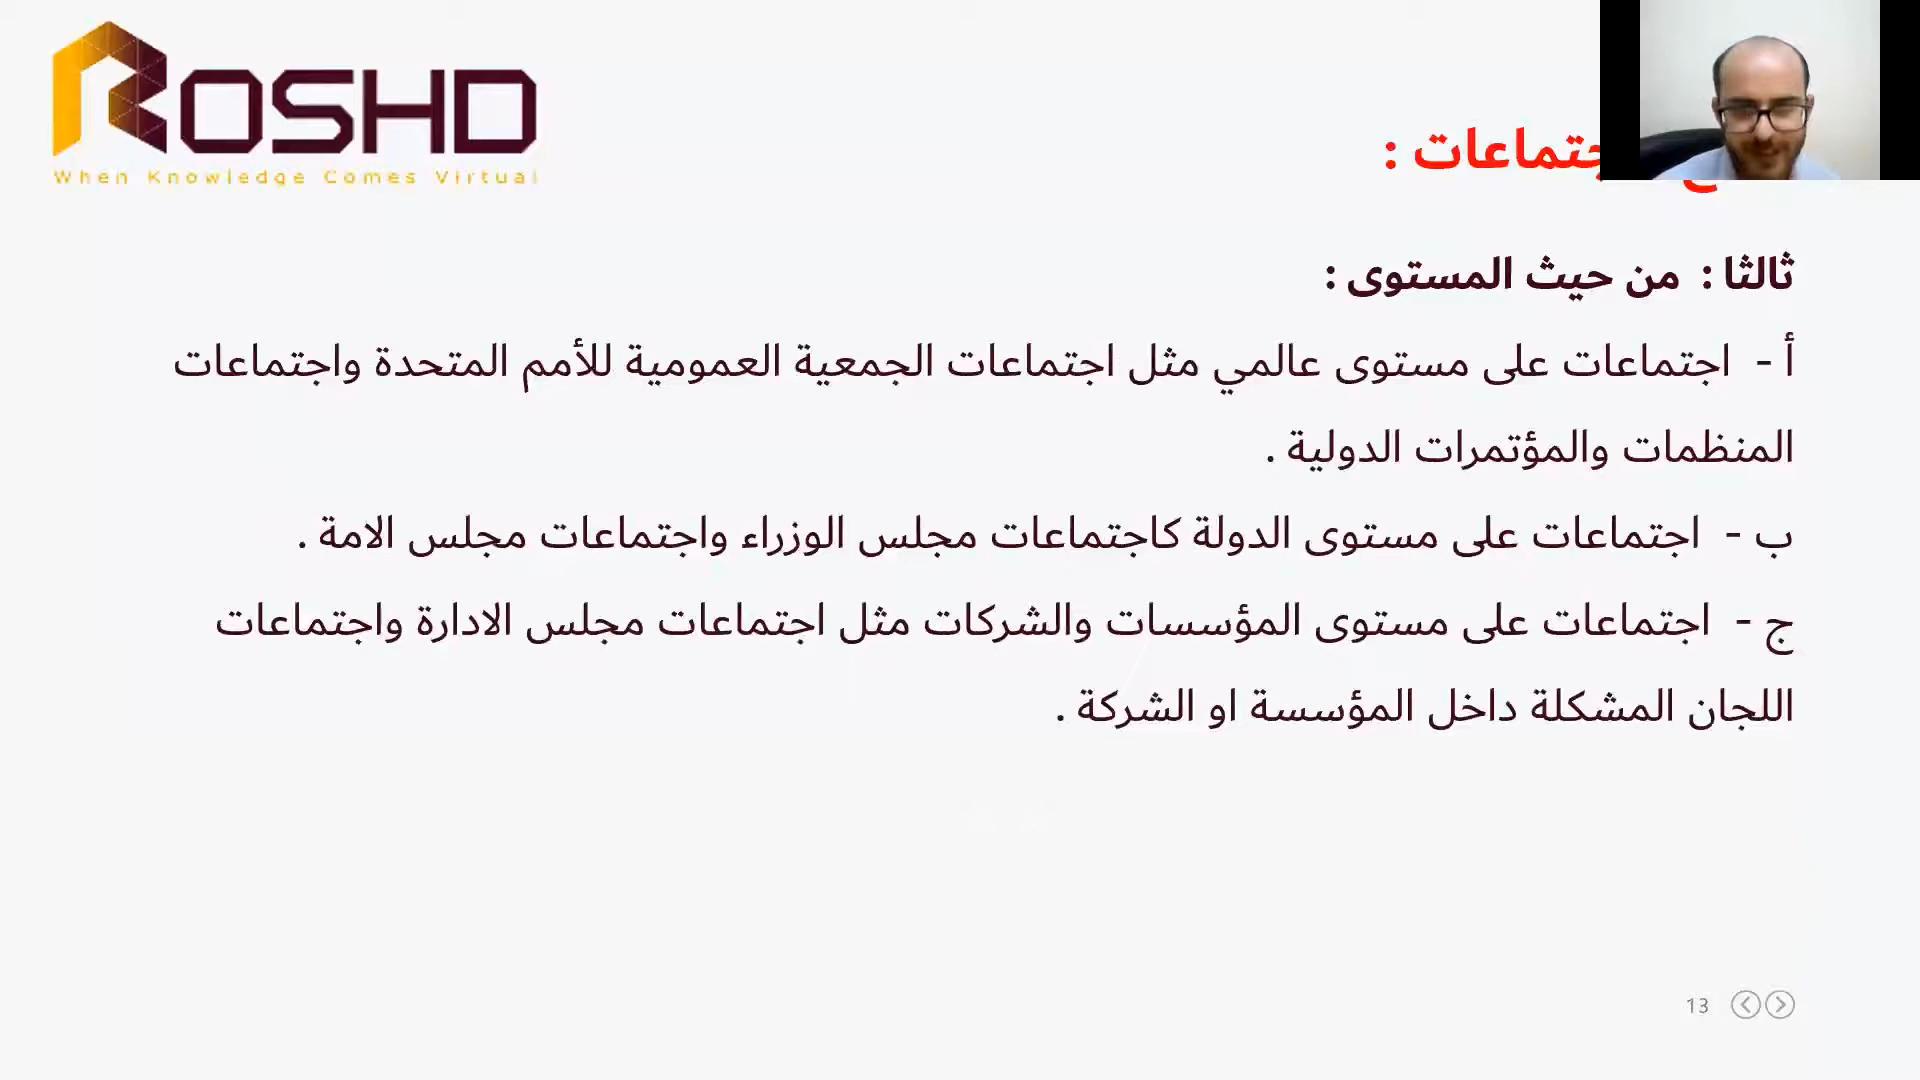 ROSHD
When Knowledge Comes Virtual
ثالثا : من حيث المستوى :
أ - اجتماعات على مستوى عالمي مثل اجتماعات الجمعية العمومية للأمم المتحدة واجتماعات
المنظمات والمؤتمرات الدولية .
ب - اجتماعات على مستوى الدولة كاجتماعات مجلس الوزراء واجتماعات مجلس الامة .
ج - اجتماعات على مستوى المؤسسات والشركات مثل اجتماعات مجلس الادارة واجتماعات
اللجان المشكلة داخل المؤسسة او الشركة .
13